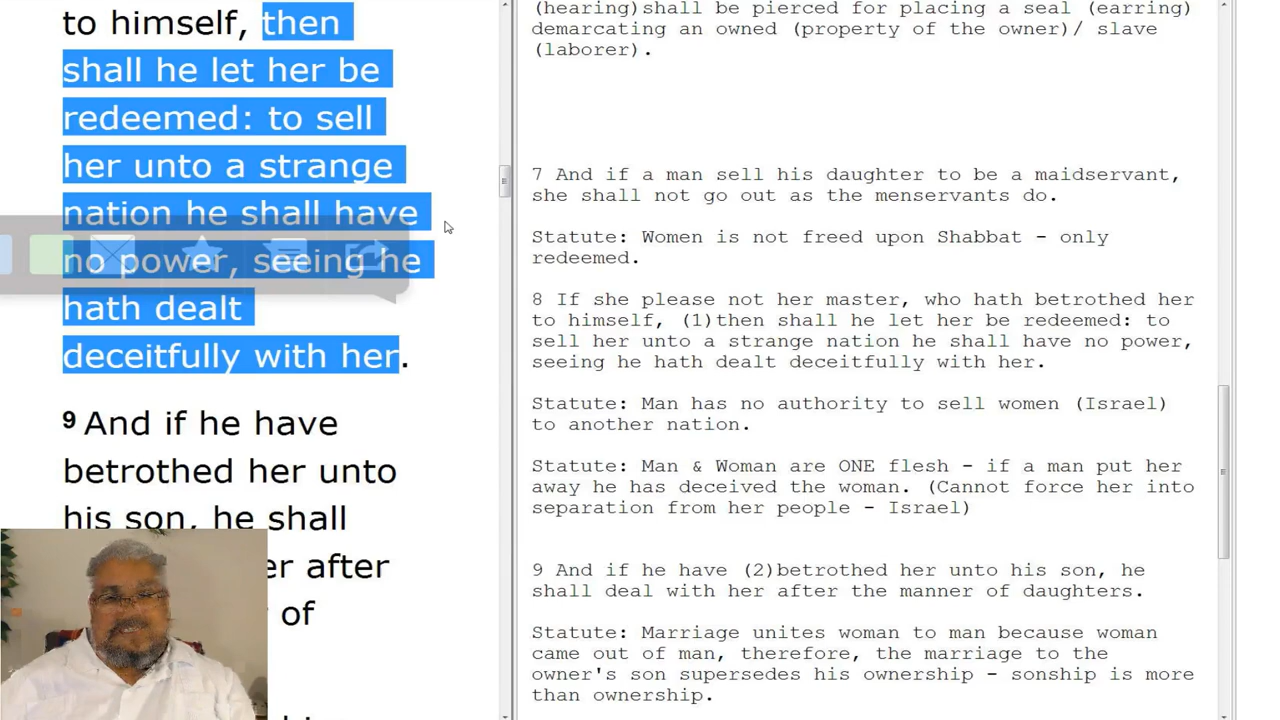 to himself, then
shall he let her be
redeemed: to sell
her unto a strange
nation he shall have
no power, seeing he
hath dealt
deceitfully with her.
9 And if he have
betrothed her unto
his son, he shall
er after
of
(hearing)shall be pierced for placing a seal (earring)
demarcating an owned (property of the owner)/ slave
(laborer).
7 And if a man sell his daughter to be a maidservant,
she shall not go out as the menservants do.
Statute: Women is not freed upon Shabbat - only
redeemed.
8 If she please not her master, who hath betrothed her
to himself, (1)then shall he let her be redeemed: to
sell her unto a strange nation he shall have no power,
seeing he hath dealt deceitfully with her.
Statute: Man has no authority to sell women (Israel)
to another nation.
Statute: Man & Woman are ONE flesh - if a man put her
away he has deceived the woman. (Cannot force her into
separation from her people - Israel)
9 And if he have (2)betrothed her unto his son, he
shall deal with her after the manner of daughters.
Statute: Marriage unites woman to man because woman
came out of man, therefore, the marriage to the
owner's son supersedes his ownership - sonship is more
than ownership.